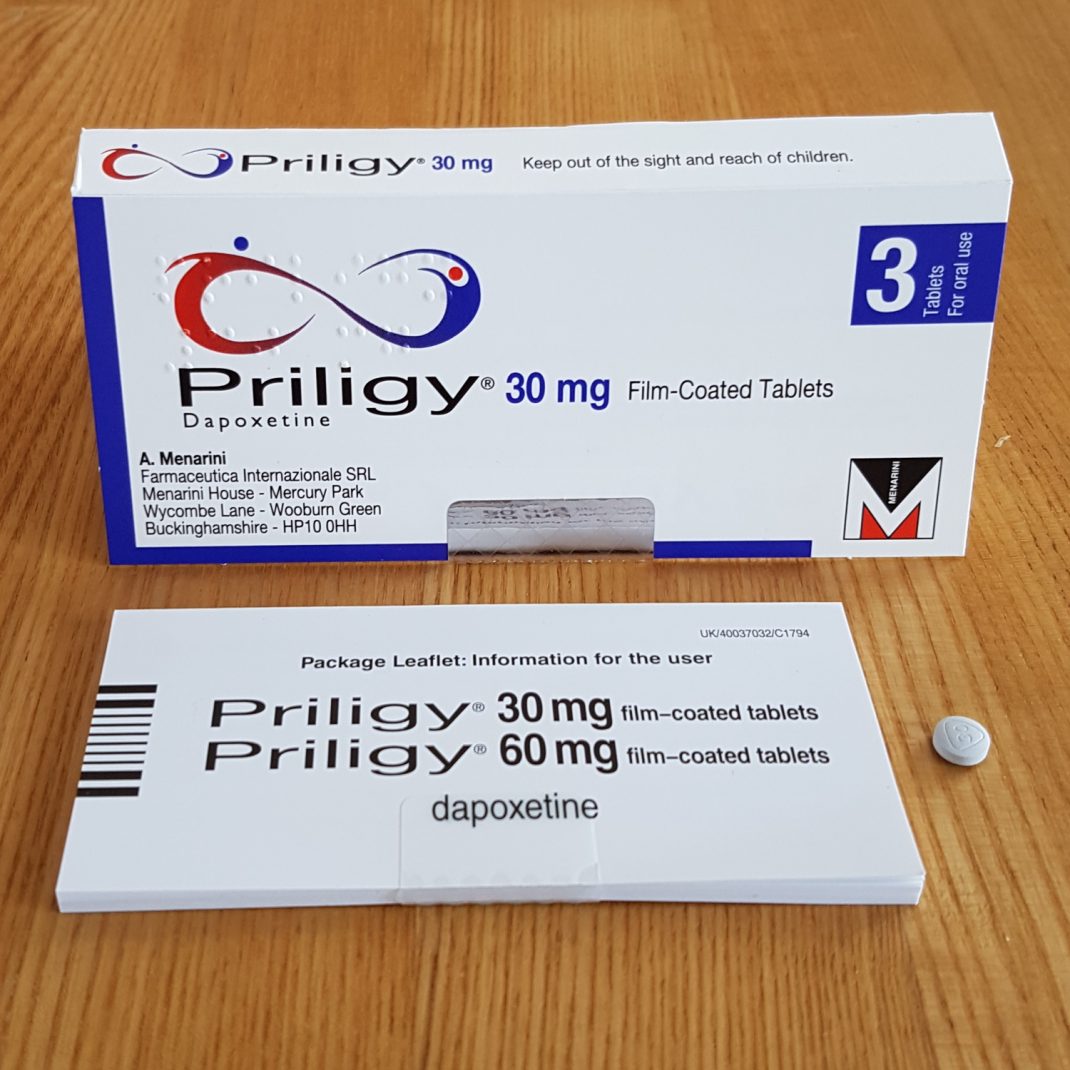 Priligy® 30 mg Keep out of the sight and reach of children.
3
Tablets
For oral use
Priligy® 30 mg Film-Coated Tablets
Dapoxetine
A. Menarini
Farmaceutica Internazionale SRL
Menarini House - Mercury Park
Wycombe Lane - Wooburn Green
Buckinghamshire - HP10 0HH
MENARINI
UK/40037032/C1794
Package Leaflet: Information for the user
Priligy® 30 mg film-coated tablets
Priligy® 60 mg film-coated tablets
dapoxetine
30